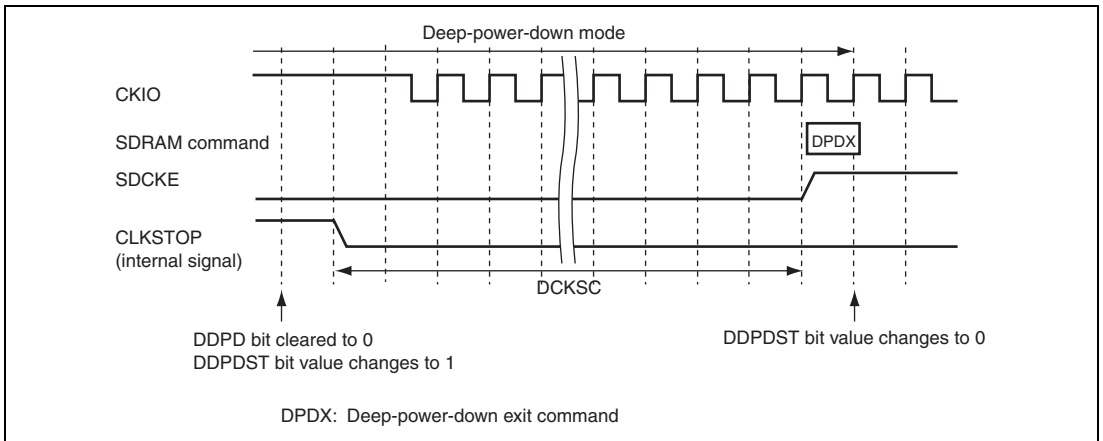 Deep-power-down mode
CKIO
SDRAM command
DPDX
SDCKE
CLKSTOP
(internal signal)
DCKSC
DDPD bit cleared to 0
DDPDST bit value changes to 1
DDPDST bit value changes to 0
DPDX: Deep-power-down exit command